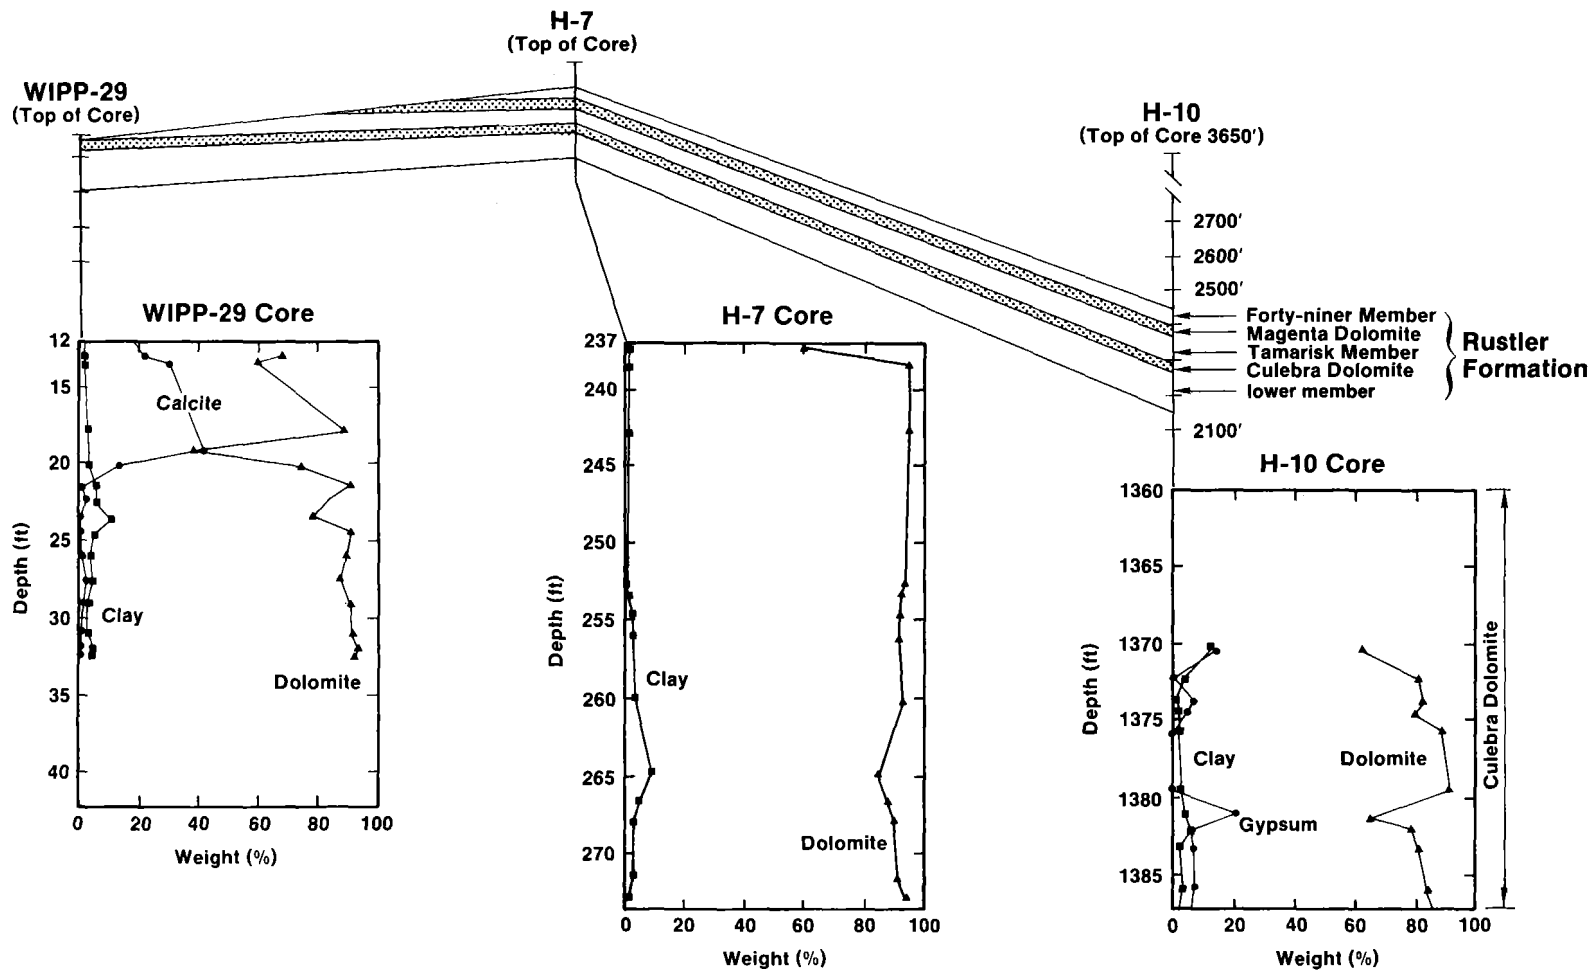 H-7
(Top of Core)
WIPP-29
(Top of Core)
H-10
(Top of Core 3650')
2700'
2600'
2500'
Forty-niner Member
Magenta Dolomite
Tamarisk Member
Culebra Dolomite
lower member
Rustler
Formation
2100'
WIPP-29 Core
12
15
20
25
30
35
40
Depth (ft)
Calcite
Clay
Dolomite
0 20 40 60 80 100
Weight (%)
H-7 Core
237
240
245
250
255
260
265
270
Depth (ft)
Clay
Dolomite
0 20 40 60 80 100
Weight (%)
H-10 Core
1360
1365
1370
1375
1380
1385
Depth (ft)
Clay
Dolomite
Gypsum
0 20 40 60 80 100
Weight (%)
Culebra Dolomite